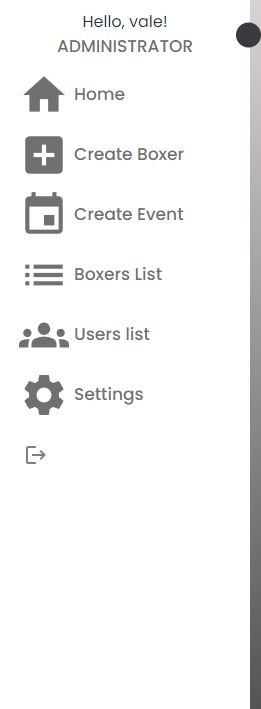 Hello, vale!
ADMINISTRATOR
Home
Create Boxer
Create Event
Boxers List
Users list
Settings